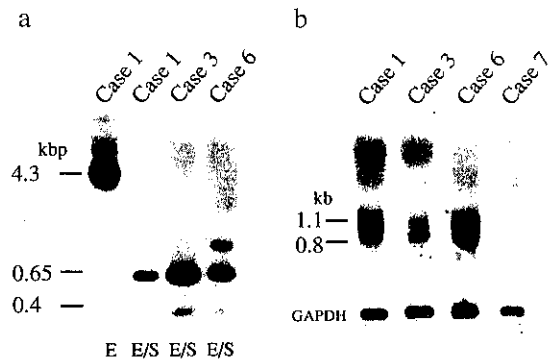 a
Case 1
Case 1
Case 3
Case 6
kbp
4.3
0.65
0.4
E E/S E/S E/S
b
Case 1
Case 3
Case 6
Case 7
kb
1.1
0.8
GAPDH